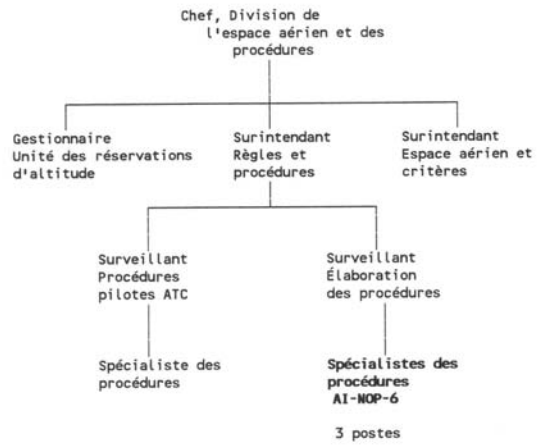 Chef, Division de
l'espace aérien et des
procédures
Gestionnaire
Unité des réservations
d'altitude
Surintendant
Règles et
procédures
Surintendant
Espace aérien et
critères
Surveillant
Procédures
pilotes ATC
Surveillant
Élaboration
des procédures
Spécialiste des
procédures
Spécialistes des
procédures
AI-NOP-6
3 postes